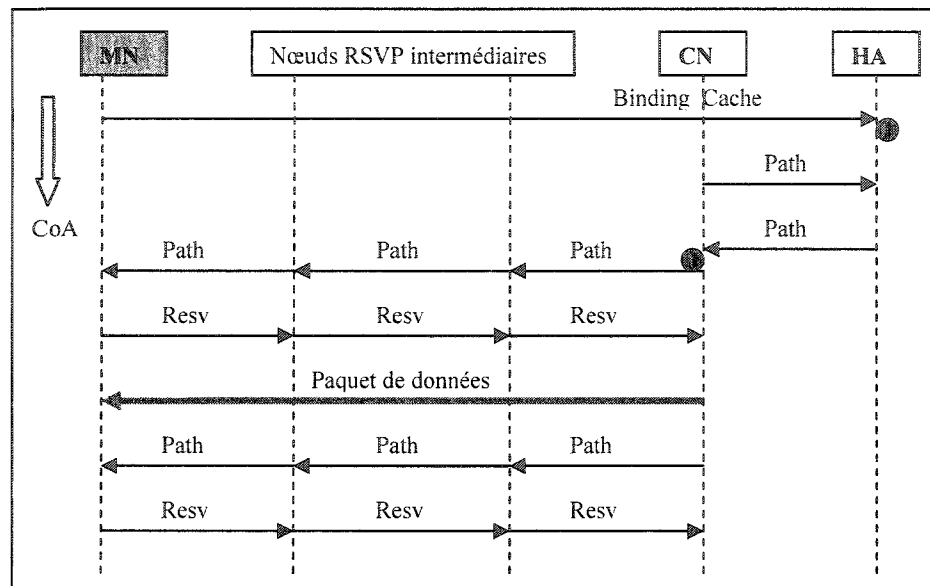 MN Nœuds RSVP intermédiaires CN HA
Binding Cache
Path
CoA
Path
Path Path Path
Resv Resv Resv
Paquet de données
Path Path Path
Resv Resv Resv